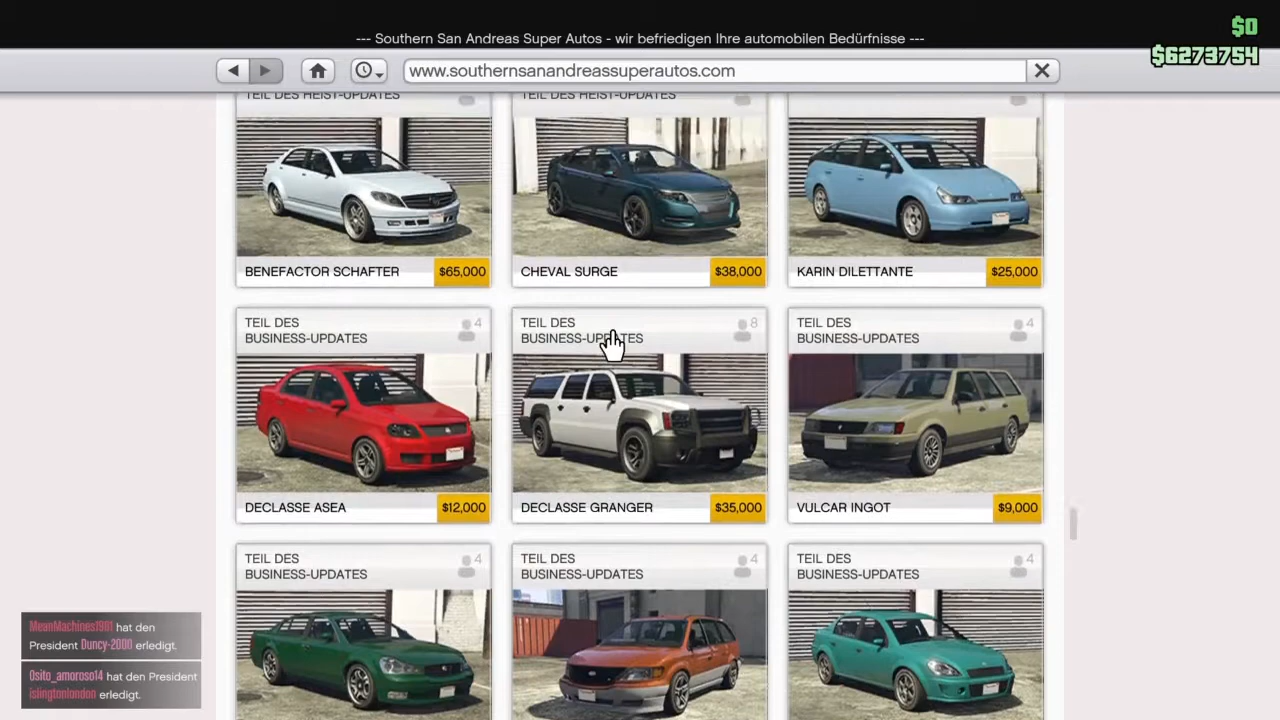 --- Southern San Andreas Super Autos - wir befriedigen Ihre automobilen Bedürfnisse ---
$0
$6273754
www.southernsanandreassuperautos.com
TEIL DES HEIST-UPDATES
TEIL DES HEIST-UPDATES
BENEFACTOR SCHAFTER $65,000
CHEVAL SURGE $38,000
KARIN DILETTANTE $25,000
TEIL DES
BUSINESS-UPDATES
4
TEIL DES
BUSINESS-UPDATES
8
TEIL DES
BUSINESS-UPDATES
4
DECLASSE ASEA $12,000
DECLASSE GRANGER $35,000
VULCAR INGOT $9,000
TEIL DES
BUSINESS-UPDATES
4
TEIL DES
BUSINESS-UPDATES
4
TEIL DES
BUSINESS-UPDATES
4
MeanMachines1981 hat den
President Duncy-2000 erledigt.
Osito_amoroso14 hat den President
islingtonlondon erledigt.